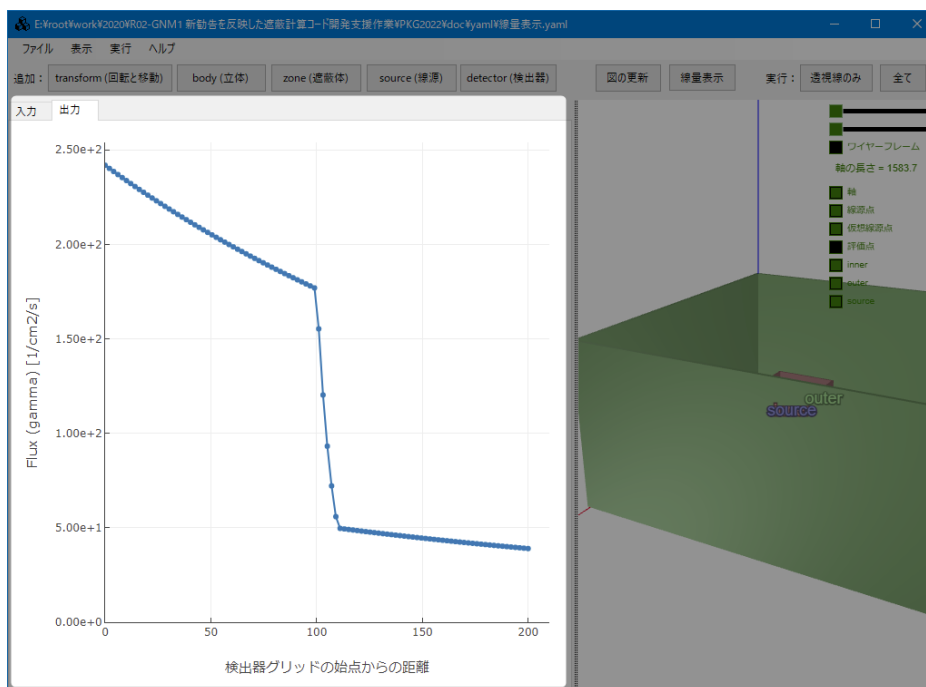 E:¥root¥work¥2020¥R02-GNM1 新勧告を反映した遮蔽計算コード開発支援作業¥PKG2022¥doc¥yaml¥線量表示.yaml
ファイル 表示 実行 ヘルプ
追加： transform (回転と移動) body (立体) zone (遮蔽体) source (線源) detector (検出器) 図の更新 線量表示 実行： 透視線のみ 全て
入力 出力
2.50e+2
2.00e+2
1.50e+2
1.00e+2
5.00e+1
0.00e+0
Flux (gamma) [1/cm2/s]
0 50 100 150 200
検出器グリッドの始点からの距離
ワイヤーフレーム
軸の長さ = 1583.7
軸
線源点
仮想線源点
評価点
inner
outer
source
outer
source